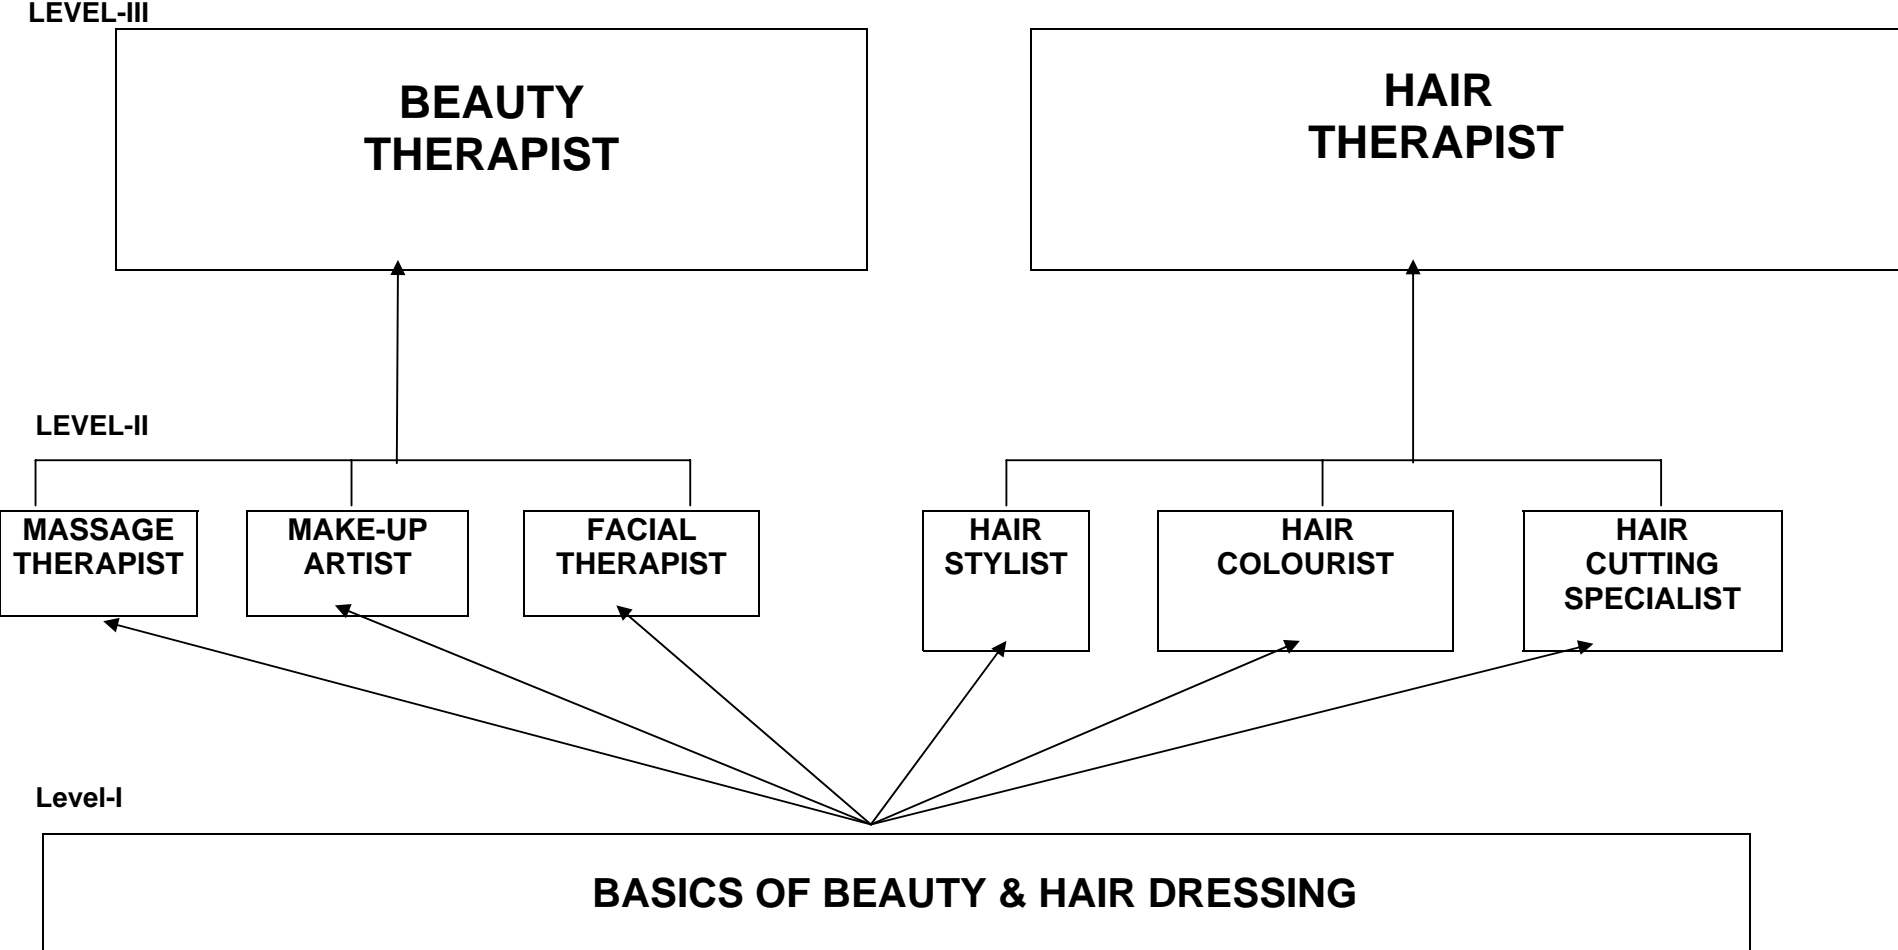 LEVEL-III
BEAUTY
THERAPIST
HAIR
THERAPIST
LEVEL-II
MASSAGE
THERAPIST
MAKE-UP
ARTIST
FACIAL
THERAPIST
HAIR
STYLIST
HAIR
COLOURIST
HAIR
CUTTING
SPECIALIST
Level-I
BASICS OF BEAUTY & HAIR DRESSING